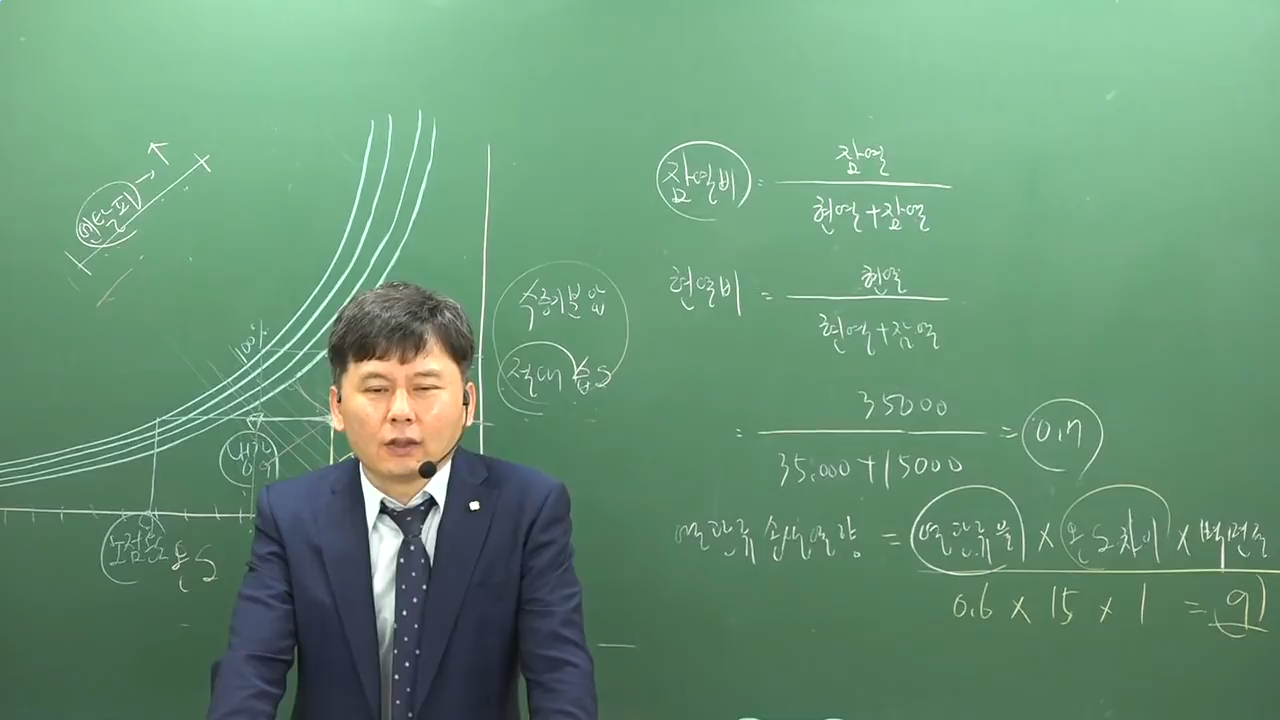 엔탈피
100%
노점온도
온도
수증기분압
절대습도
잠열비 = 잠열 / 현열+잠열
현열비 = 현열 / 현열+잠열
= 35000 / 35,000+15000 = 0.7
열관류손실열량 = 열관류율 × 온도차이 × 벽면적
0.6 × 15 × 1 = 9